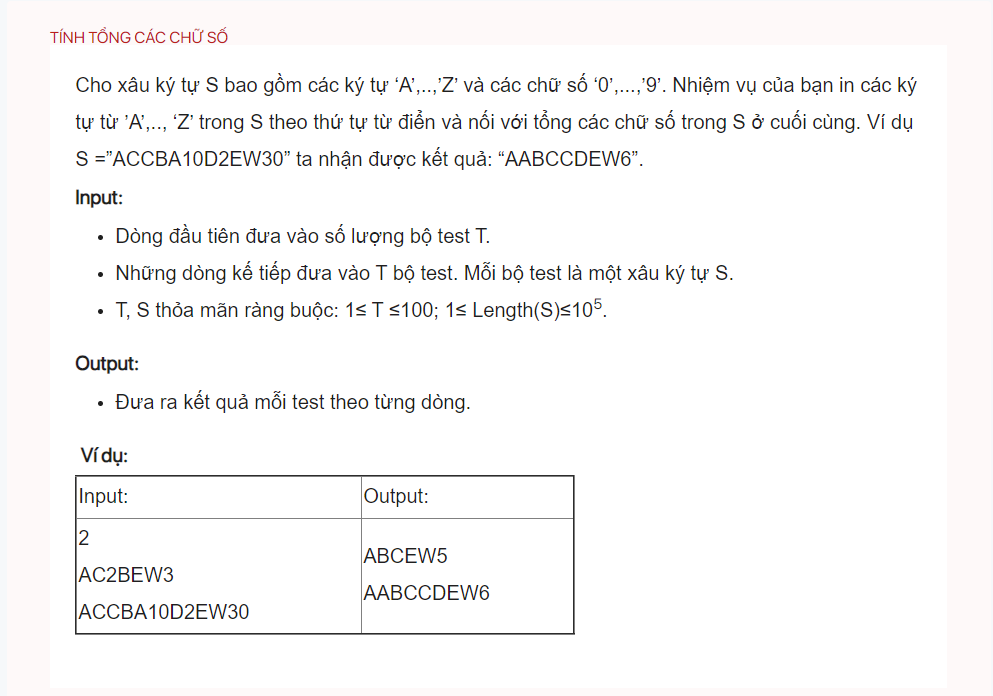 TÍNH TỔNG CÁC CHỮ SỐ
Cho xâu ký tự S bao gồm các ký tự ‘A’,..,’Z’ và các chữ số ‘0’,...,’9’. Nhiệm vụ của bạn in các ký
tự từ ’A’,.., ‘Z’ trong S theo thứ tự từ điển và nối với tổng các chữ số trong S ở cuối cùng. Ví dụ
S =”ACCBA10D2EW30” ta nhận được kết quả: “AABCCDEW6”.
Input:
• Dòng đầu tiên đưa vào số lượng bộ test T.
• Những dòng kế tiếp đưa vào T bộ test. Mỗi bộ test là một xâu ký tự S.
• T, S thỏa mãn ràng buộc: 1≤ T ≤100; 1≤ Length(S)≤10⁵.
Output:
• Đưa ra kết quả mỗi test theo từng dòng.
Ví dụ:
Input:
Output:
2
AC2BEW3
ACCBA10D2EW30
ABCEW5
AABCCDEW6